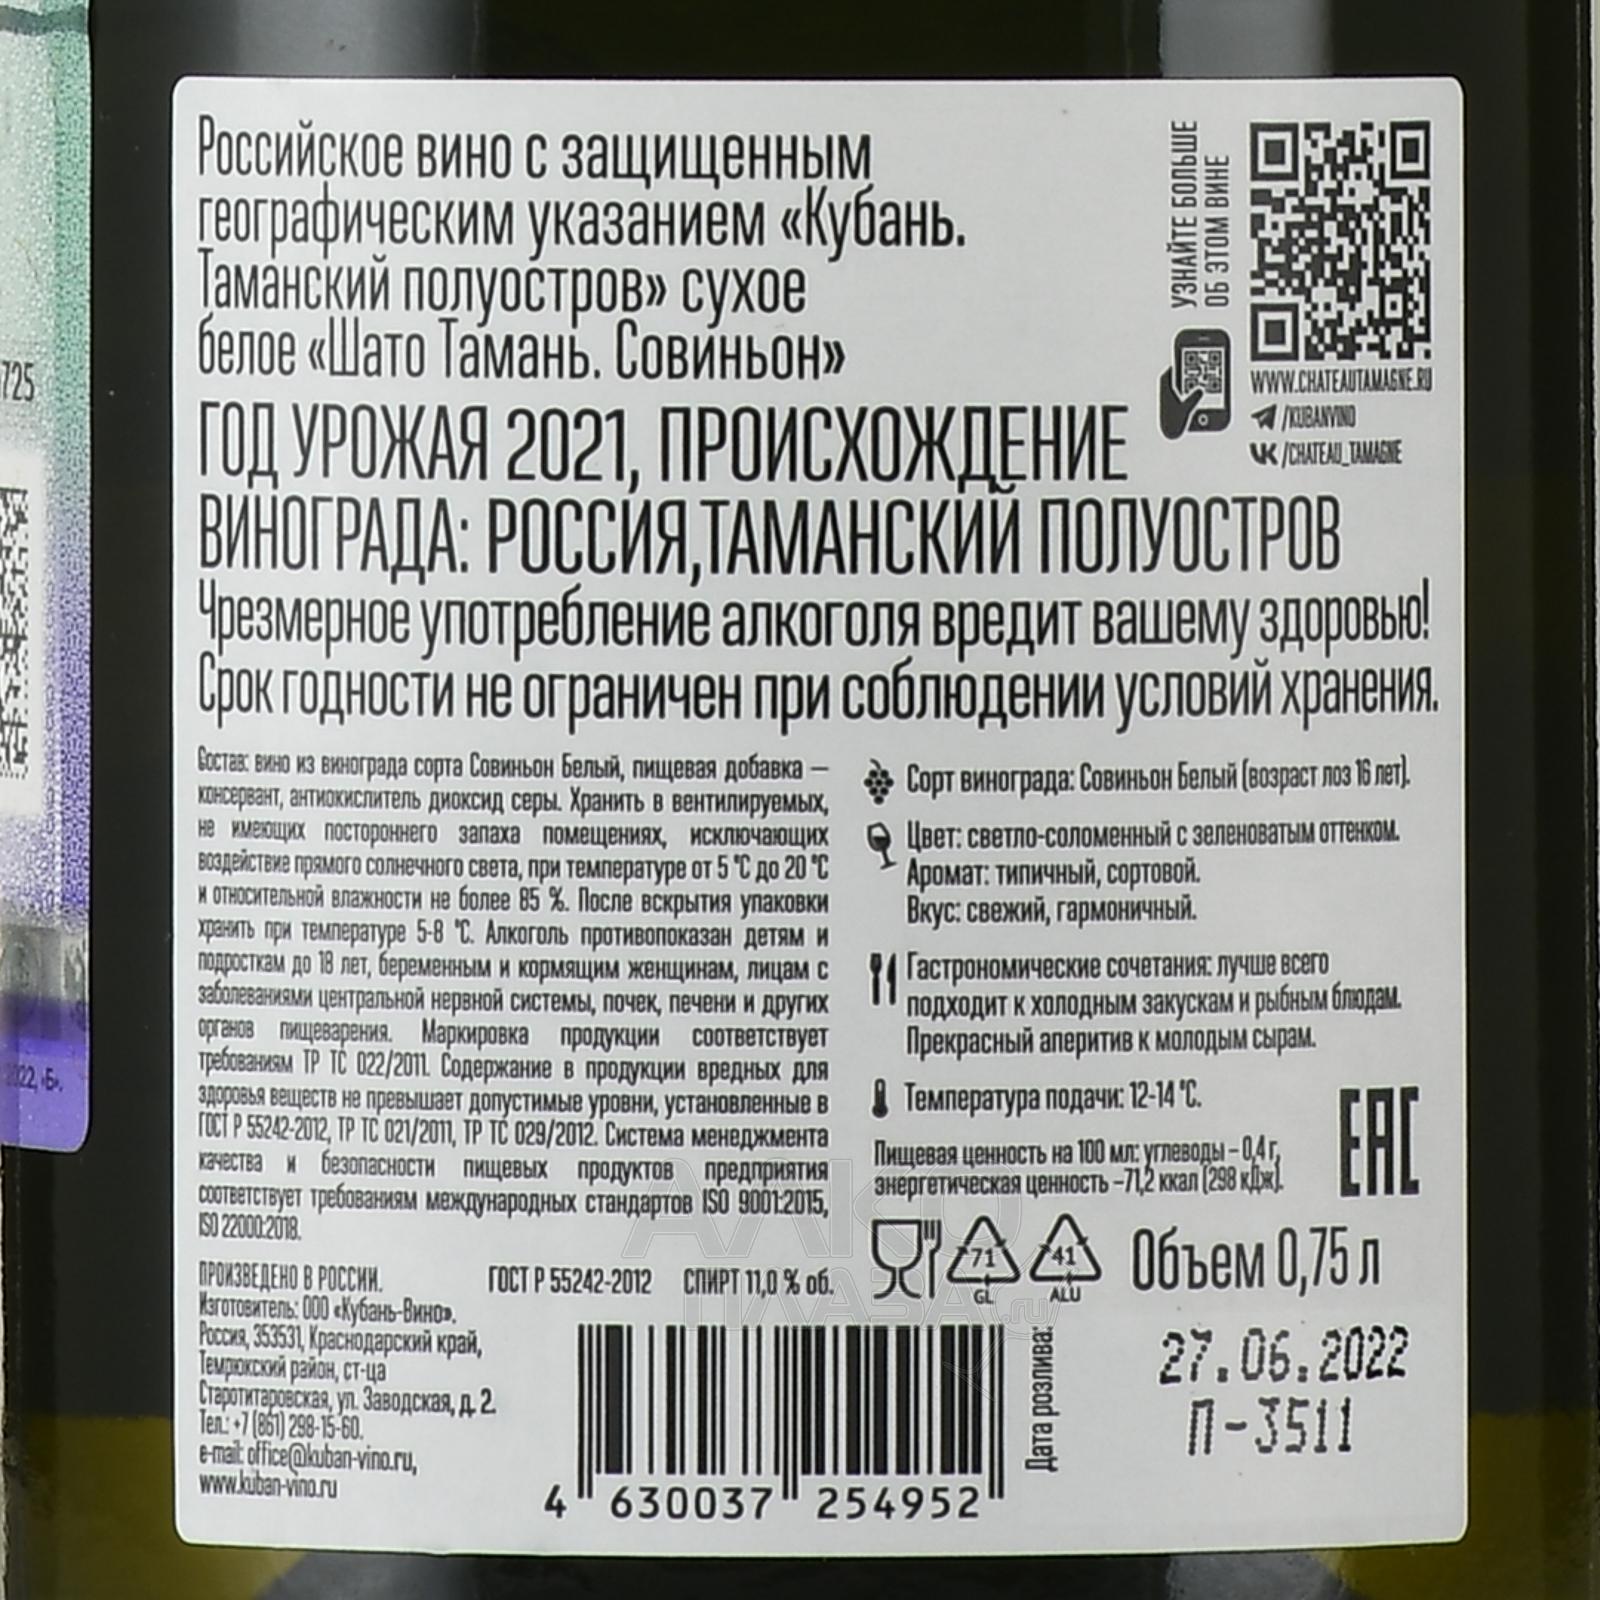 Российское вино с защищенным
географическим указанием «Кубань.
Таманский полуостров» сухое
белое «Шато Тамань. Совиньон»
УЗНАЙТЕ БОЛЬШЕ
ОБ ЭТОМ ВИНЕ
WWW.CHATEAUTAMAGNE.RU
/KUBANVINO
/CHATEAU_TAMAGNE
ГОД УРОЖАЯ 2021, ПРОИСХОЖДЕНИЕ
ВИНОГРАДА: РОССИЯ,ТАМАНСКИЙ ПОЛУОСТРОВ
Чрезмерное употребление алкоголя вредит вашему здоровью!
Срок годности не ограничен при соблюдении условий хранения.
Состав: вино из винограда сорта Совиньон Белый, пищевая добавка –
консервант, антиокислитель диоксид серы. Хранить в вентилируемых,
не имеющих постороннего запаха помещениях, исключающих
воздействие прямого солнечного света, при температуре от 5 °С до 20 °С
и относительной влажности не более 85 %. После вскрытия упаковки
хранить при температуре 5-8 °С. Алкоголь противопоказан детям и
подросткам до 18 лет, беременным и кормящим женщинам, лицам с
заболеваниями центральной нервной системы, почек, печени и других
органов пищеварения. Маркировка продукции соответствует
требованиям ТР ТС 022/2011. Содержание в продукции вредных для
здоровья веществ не превышает допустимые уровни, установленные в
ГОСТ Р 55242-2012, ТР ТС 021/2011, ТР ТС 029/2012. Система менеджмента
качества и безопасности пищевых продуктов предприятия
соответствует требованиям международных стандартов ISO 9001:2015,
ISO 22000:2018.
ПРОИЗВЕДЕНО В РОССИИ.
Изготовитель: ООО «Кубань-Вино».
Россия, 353531, Краснодарский край,
Темрюкский район, ст-ца
Старотитаровская, ул. Заводская, д. 2.
Тел.: +7 (861) 298-15-60.
e-mail: office@kuban-vino.ru,
www.kuban-vino.ru
ГОСТ Р 55242-2012 СПИРТ 11,0 % об.
4 630037 254952
Сорт винограда: Совиньон Белый (возраст лоз 16 лет).
Цвет: светло-соломенный с зеленоватым оттенком.
Аромат: типичный, сортовой.
Вкус: свежий, гармоничный.
Гастрономические сочетания: лучше всего
подходит к холодным закускам и рыбным блюдам.
Прекрасный аперитив к молодым сырам.
Температура подачи: 12-14 °С.
Пищевая ценность на 100 мл: углеводы – 0,4 г,
энергетическая ценность –71,2 ккал (298 кДж).
EAC
71
GL
41
ALU
Объем 0,75 л
Дата розлива:
27.06.2022
П-3511
АЛКО
ПЛАЗА.ru
725
2022, «Б».